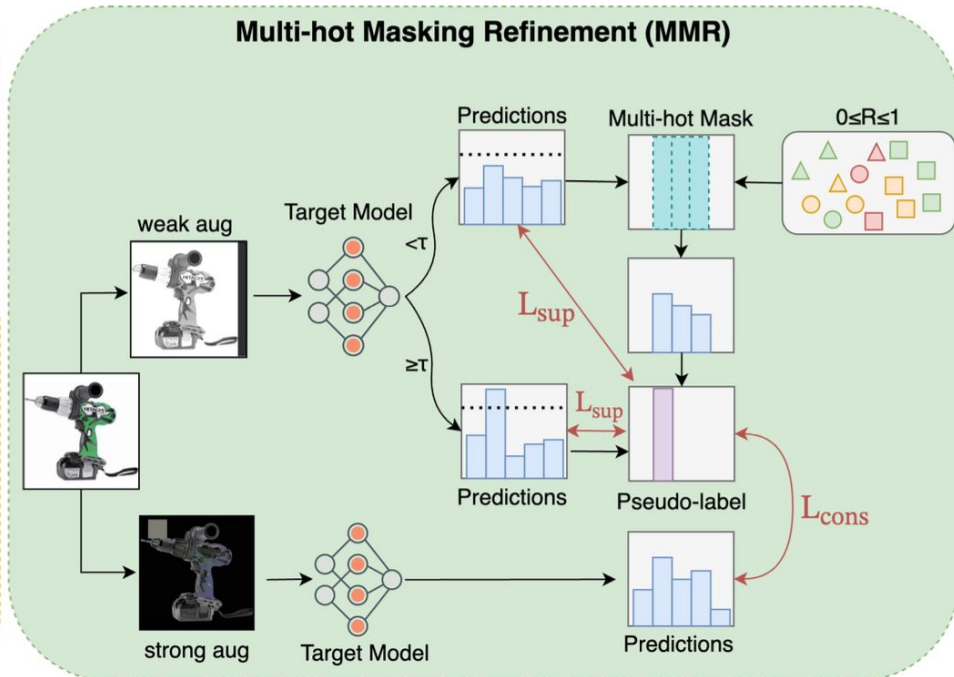 Multi-hot Masking Refinement (MMR)
Predictions
Multi-hot Mask
0≤R≤1
weak aug
Target Model
<τ
L_sup
≥τ
L_sup
Predictions
Pseudo-label
L_cons
strong aug
Target Model
Predictions